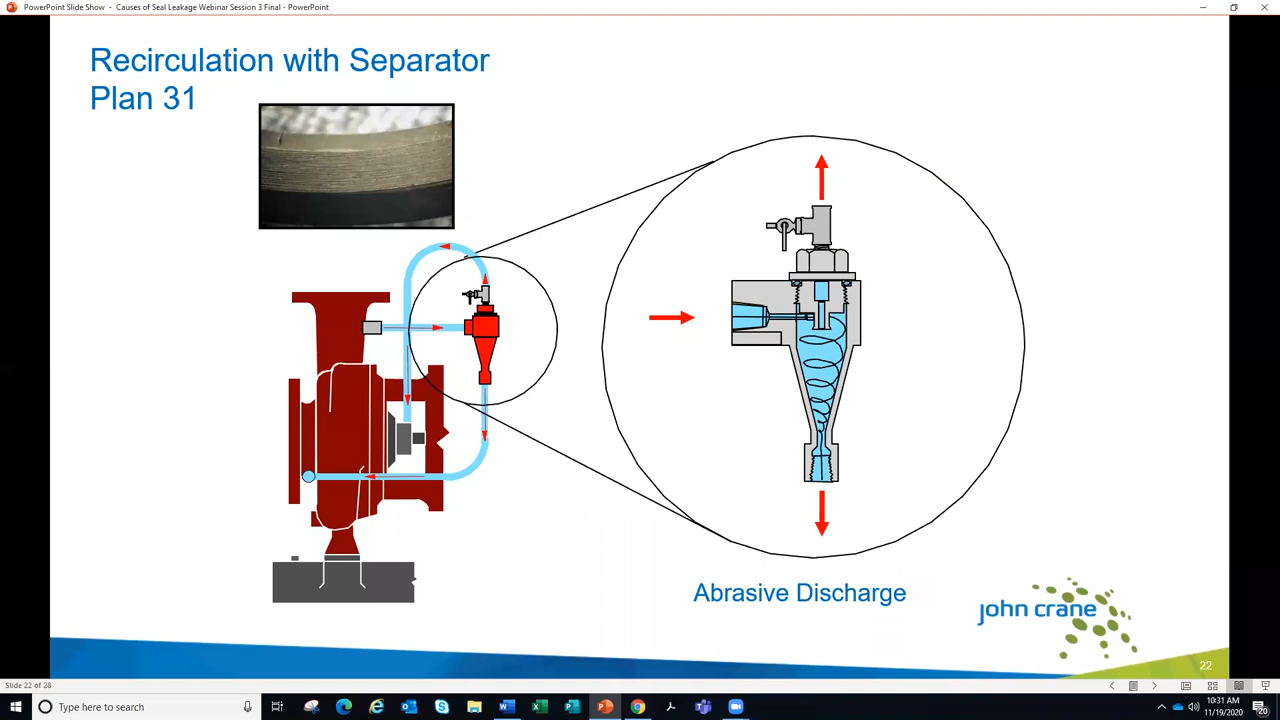 PowerPoint Slide Show - Causes of Seal Leakage Webinar Session 3 Final - PowerPoint
Recirculation with Separator
Plan 31
Abrasive Discharge
john crane
22
Slide 22 of 28
Type here to search
10:31 AM
11/19/2020
20